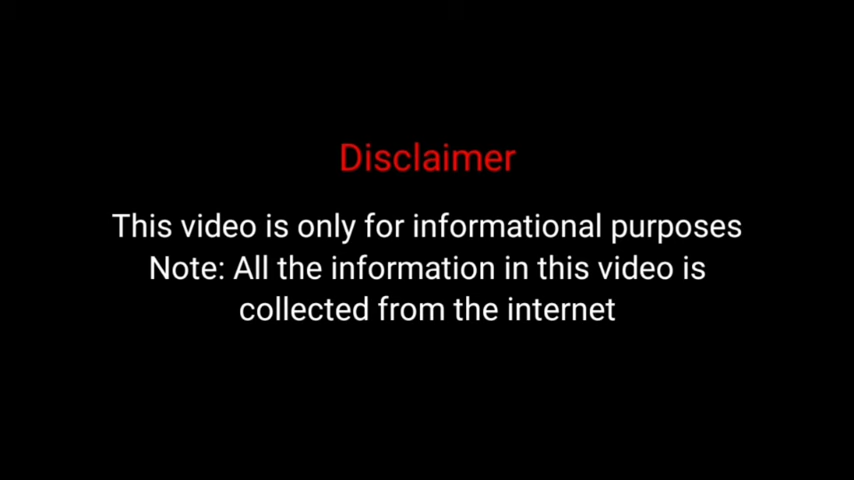 Disclaimer
This video is only for informational purposes
Note: All the information in this video is
collected from the internet